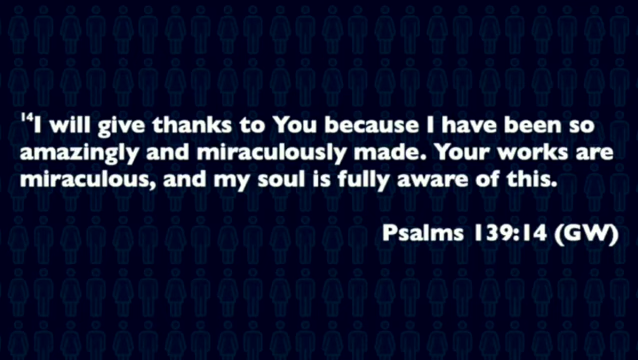 ¹⁴I will give thanks to You because I have been so
amazingly and miraculously made. Your works are
miraculous, and my soul is fully aware of this.
Psalms 139:14 (GW)